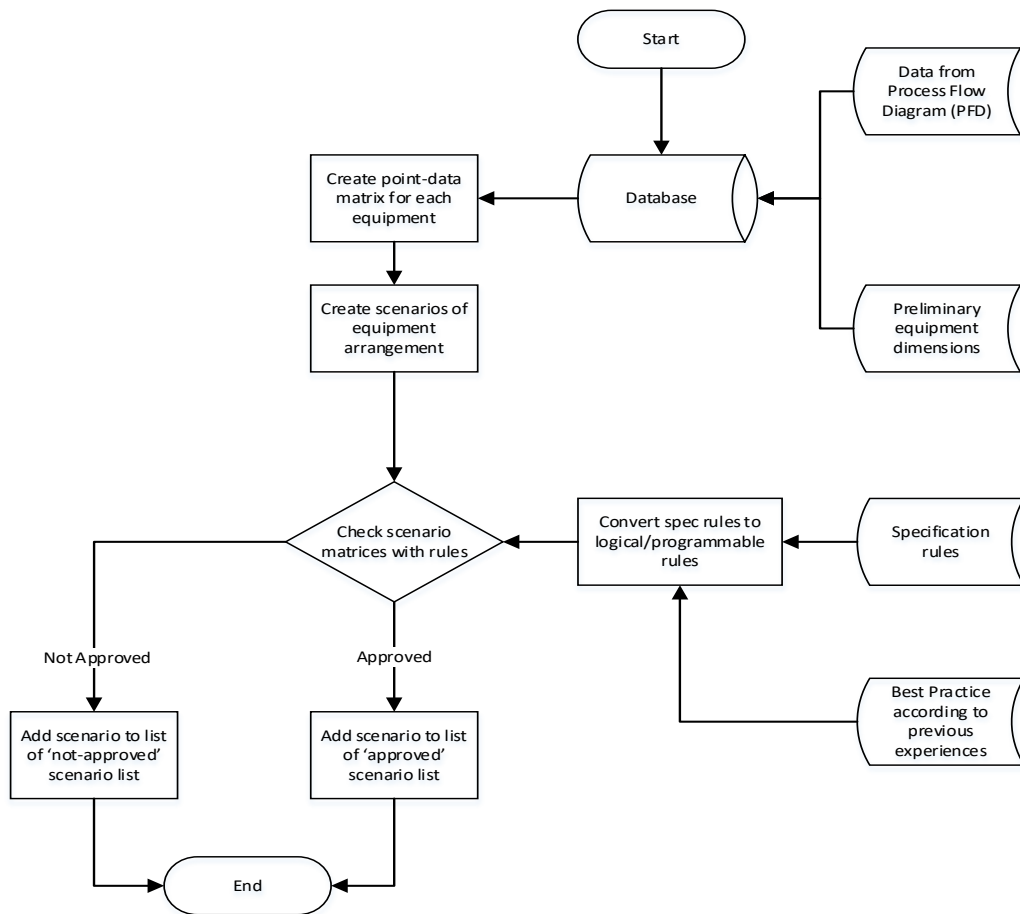 Start
Data from
Process Flow
Diagram (PFD)
Create point-data
matrix for each
equipment
Database
Create scenarios of
equipment
arrangement
Preliminary
equipment
dimensions
Check scenario
matrices with rules
Convert spec rules to
logical/programmable
rules
Specification
rules
Not Approved
Approved
Best Practice
according to
previous
experiences
Add scenario to list
of ‘not-approved’
scenario list
Add scenario to list
of ‘approved’
scenario list
End